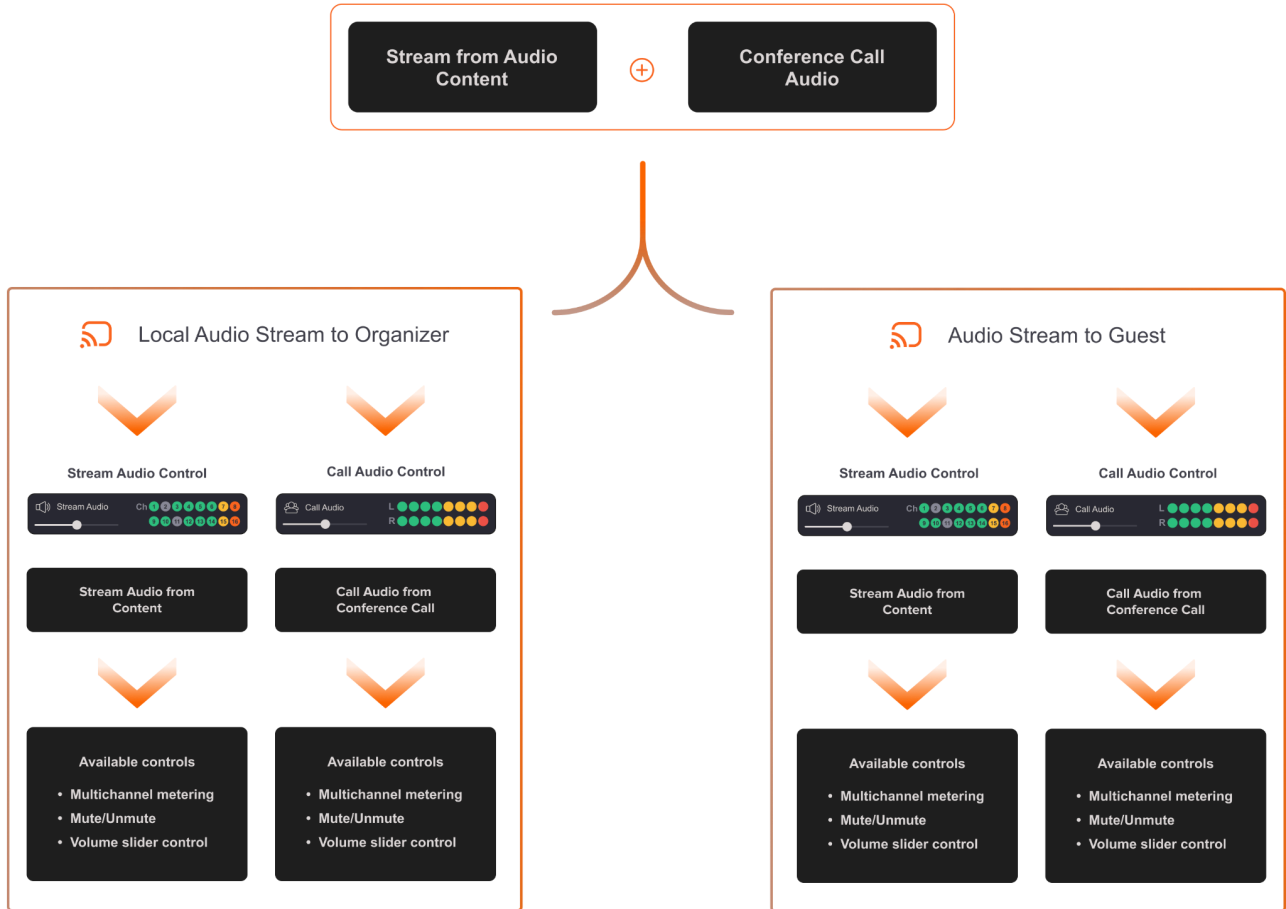 Stream from Audio
Content
Conference Call
Audio
Local Audio Stream to Organizer
Stream Audio Control
Call Audio Control
Stream Audio
Ch 1 2 3 4 5 6 7 8
9 10 11 12 13 14 15 16
Call Audio
L
R
Stream Audio from
Content
Call Audio from
Conference Call
Available controls
• Multichannel metering
• Mute/Unmute
• Volume slider control
Available controls
• Multichannel metering
• Mute/Unmute
• Volume slider control
Audio Stream to Guest
Stream Audio Control
Call Audio Control
Stream Audio
Ch 1 2 3 4 5 6 7 8
9 10 11 12 13 14 15 16
Call Audio
L
R
Stream Audio from
Content
Call Audio from
Conference Call
Available controls
• Multichannel metering
• Mute/Unmute
• Volume slider control
Available controls
• Multichannel metering
• Mute/Unmute
• Volume slider control